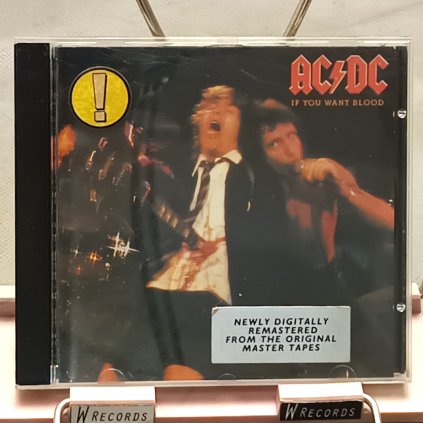 !
AC⚡DC
IF YOU WANT BLOOD
NEWLY DIGITALLY
REMASTERED
FROM THE ORIGINAL
MASTER TAPES
W RECORDS
W RECORDS